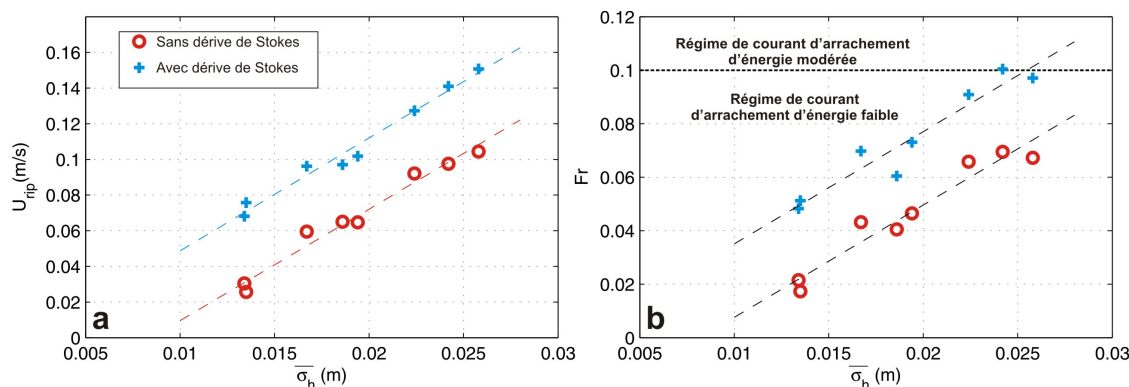 U_rip (m/s)
0.16
0.14
0.12
0.1
0.08
0.06
0.04
0.02
0
Sans dérive de Stokes
Avec dérive de Stokes
a
0.005 0.01 0.015 0.02 0.025 0.03
σ_h (m)
Fr
0.12
0.1
0.08
0.06
0.04
0.02
0
Régime de courant d’arrachement
d’énergie modérée
Régime de courant
d’arrachement d’énergie faible
b
0.005 0.01 0.015 0.02 0.025 0.03
σ_h (m)